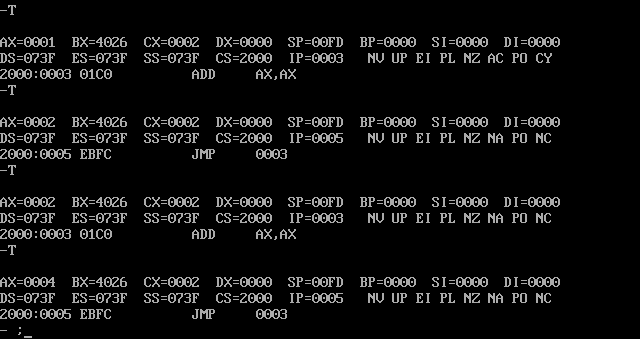 -T
AX=0001  BX=4026  CX=0002  DX=0000  SP=00FD  BP=0000  SI=0000  DI=0000
DS=073F  ES=073F  SS=073F  CS=2000  IP=0003   NV UP EI PL NZ AC PO CY
2000:0003 01C0          ADD     AX,AX
-T
AX=0002  BX=4026  CX=0002  DX=0000  SP=00FD  BP=0000  SI=0000  DI=0000
DS=073F  ES=073F  SS=073F  CS=2000  IP=0005   NV UP EI PL NZ NA PO NC
2000:0005 EBFC          JMP     0003
-T
AX=0002  BX=4026  CX=0002  DX=0000  SP=00FD  BP=0000  SI=0000  DI=0000
DS=073F  ES=073F  SS=073F  CS=2000  IP=0003   NV UP EI PL NZ NA PO NC
2000:0003 01C0          ADD     AX,AX
-T
AX=0004  BX=4026  CX=0002  DX=0000  SP=00FD  BP=0000  SI=0000  DI=0000
DS=073F  ES=073F  SS=073F  CS=2000  IP=0005   NV UP EI PL NZ NA PO NC
2000:0005 EBFC          JMP     0003
- ;_